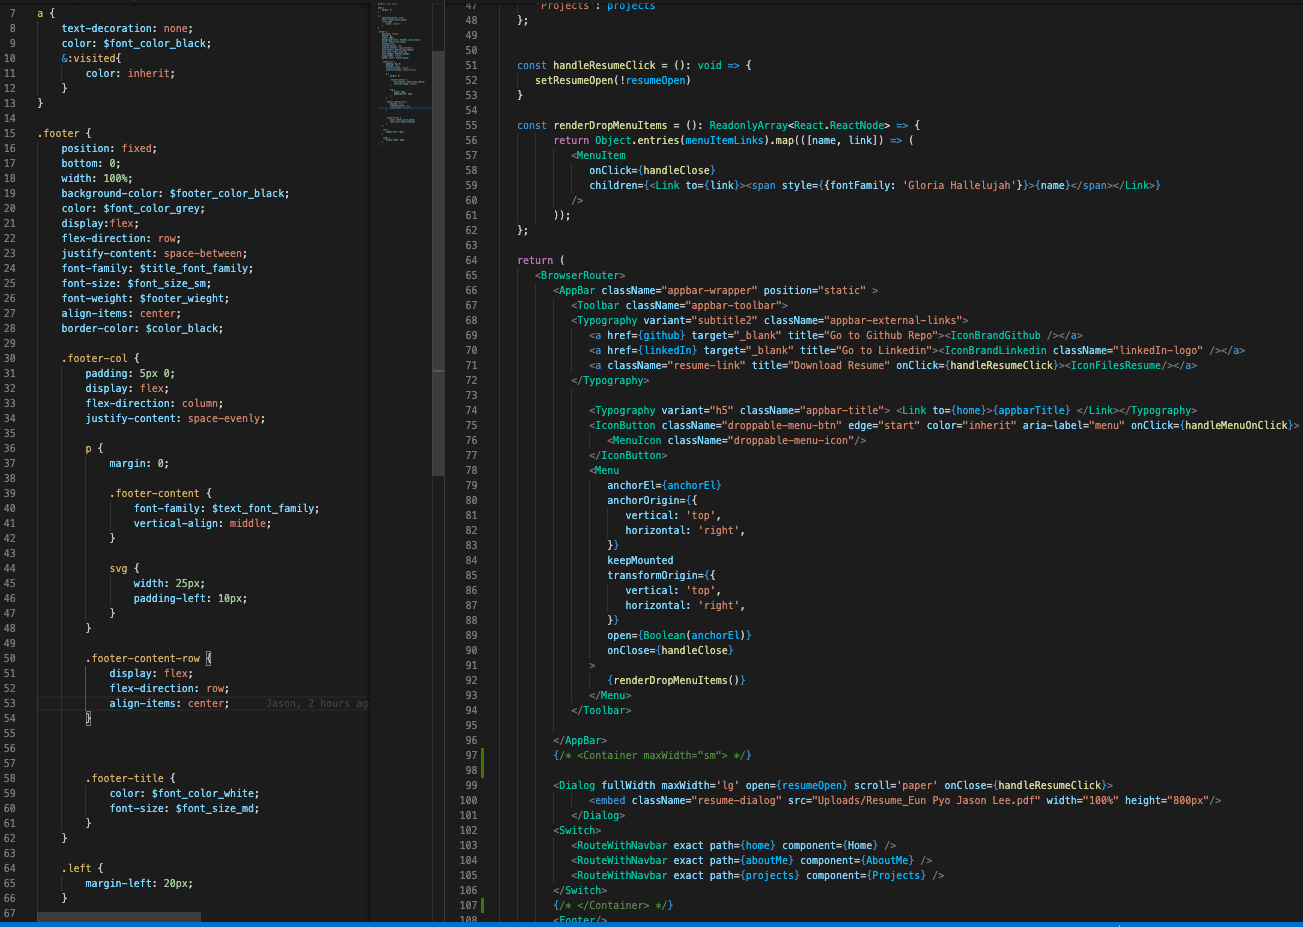 7 a {
8 text-decoration: none;
9 color: $font_color_black;
10 &:visited{
11 color: inherit;
12 }
13 }
14
15 .footer {
16 position: fixed;
17 bottom: 0;
18 width: 100%;
19 background-color: $footer_color_black;
20 color: $font_color_grey;
21 display:flex;
22 flex-direction: row;
23 justify-content: space-between;
24 font-family: $title_font_family;
25 font-size: $font_size_sm;
26 font-weight: $footer_wieght;
27 align-items: center;
28 border-color: $color_black;
29
30 .footer-col {
31 padding: 5px 0;
32 display: flex;
33 flex-direction: column;
34 justify-content: space-evenly;
35
36 p {
37 margin: 0;
38
39 .footer-content {
40 font-family: $text_font_family;
41 vertical-align: middle;
42 }
43
44 svg {
45 width: 25px;
46 padding-left: 10px;
47 }
48 }
49
50 .footer-content-row {
51 display: flex;
52 flex-direction: row;
53 align-items: center; Jason, 2 hours ago
54 }
55
56
57
58 .footer-title {
59 color: $font_color_white;
60 font-size: $font_size_md;
61 }
62 }
63
64 .left {
65 margin-left: 20px;
66 }
67
47 'Projects': projects
48 };
49
50
51 const handleResumeClick = (): void => {
52 setResumeOpen(!resumeOpen)
53 }
54
55 const renderDropMenuItems = (): ReadonlyArray<React.ReactNode> => {
56 return Object.entries(menuItemLinks).map(([name, link]) => (
57 <MenuItem
58 onClick={handleClose}
59 children={<Link to={link}><span style={{fontFamily: 'Gloria Hallelujah'}}>{name}</span></Link>}
60 />
61 ));
62 };
63
64 return (
65 <BrowserRouter>
66 <AppBar className="appbar-wrapper" position="static" >
67 <Toolbar className="appbar-toolbar">
68 <Typography variant="subtitle2" className="appbar-external-links">
69 <a href={github} target="_blank" title="Go to Github Repo"><IconBrandGithub /></a>
70 <a href={linkedIn} target="_blank" title="Go to Linkedin"><IconBrandLinkedin className="linkedIn-logo" /></a>
71 <a className="resume-link" title="Download Resume" onClick={handleResumeClick}><IconFilesResume/></a>
72 </Typography>
73
74 <Typography variant="h5" className="appbar-title"> <Link to={home}>{appbarTitle} </Link></Typography>
75 <IconButton className="droppable-menu-btn" edge="start" color="inherit" aria-label="menu" onClick={handleMenuOnClick}>
76 <MenuIcon className="droppable-menu-icon"/>
77 </IconButton>
78 <Menu
79 anchorEl={anchorEl}
80 anchorOrigin={{
81 vertical: 'top',
82 horizontal: 'right',
83 }}
84 keepMounted
85 transformOrigin={{
86 vertical: 'top',
87 horizontal: 'right',
88 }}
89 open={Boolean(anchorEl)}
90 onClose={handleClose}
91 >
92 {renderDropMenuItems()}
93 </Menu>
94 </Toolbar>
95
96 </AppBar>
97 {/* <Container maxWidth="sm"> */}
98
99 <Dialog fullWidth maxWidth='lg' open={resumeOpen} scroll='paper' onClose={handleResumeClick}>
100 <embed className="resume-dialog" src="Uploads/Resume_Eun Pyo Jason Lee.pdf" width="100%" height="800px"/>
101 </Dialog>
102 <Switch>
103 <RouteWithNavbar exact path={home} component={Home} />
104 <RouteWithNavbar exact path={aboutMe} component={AboutMe} />
105 <RouteWithNavbar exact path={projects} component={Projects} />
106 </Switch>
107 {/* </Container> */}
108 <Footer/>